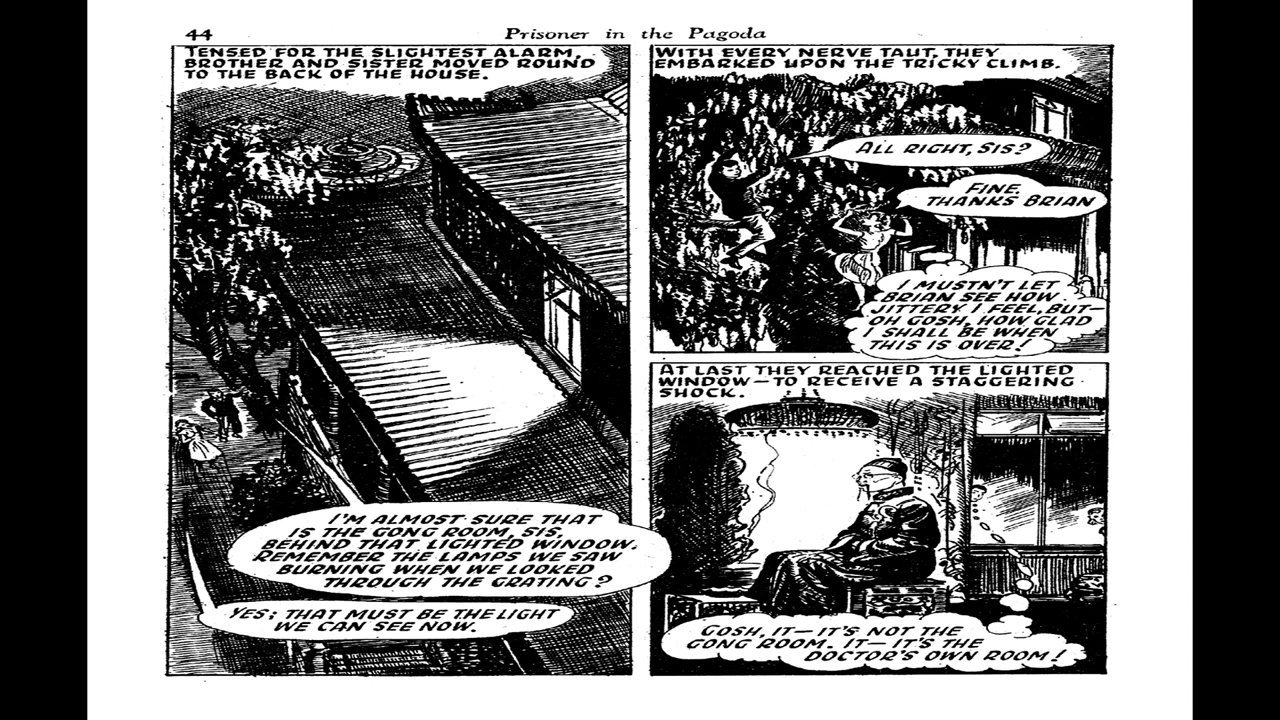 44
Prisoner in the Pagoda
TENSED FOR THE SLIGHTEST ALARM,
BROTHER AND SISTER MOVED ROUND
TO THE BACK OF THE HOUSE.
I'M ALMOST SURE THAT
IS THE GONG ROOM, SIS,
BEHIND THAT LIGHTED WINDOW.
REMEMBER THE LAMPS WE SAW
BURNING WHEN WE LOOKED
THROUGH THE GRATING?
YES; THAT MUST BE THE LIGHT
WE CAN SEE NOW.
WITH EVERY NERVE TAUT, THEY
EMBARKED UPON THE TRICKY CLIMB.
ALL RIGHT, SIS?
FINE,
THANKS BRIAN
I MUSTN'T LET
BRIAN SEE HOW
JITTERY I FEEL, BUT—
OH GOSH, HOW GLAD
I SHALL BE WHEN
THIS IS OVER!
AT LAST THEY REACHED THE LIGHTED
WINDOW—TO RECEIVE A STAGGERING
SHOCK.
GOSH, IT— IT'S NOT THE
GONG ROOM. IT— IT'S THE
DOCTOR'S OWN ROOM!